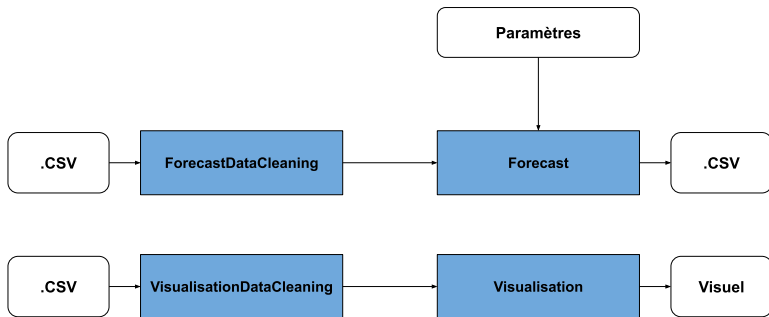 Paramètres
.CSV
ForecastDataCleaning
Forecast
.CSV
.CSV
VisualisationDataCleaning
Visualisation
Visuel